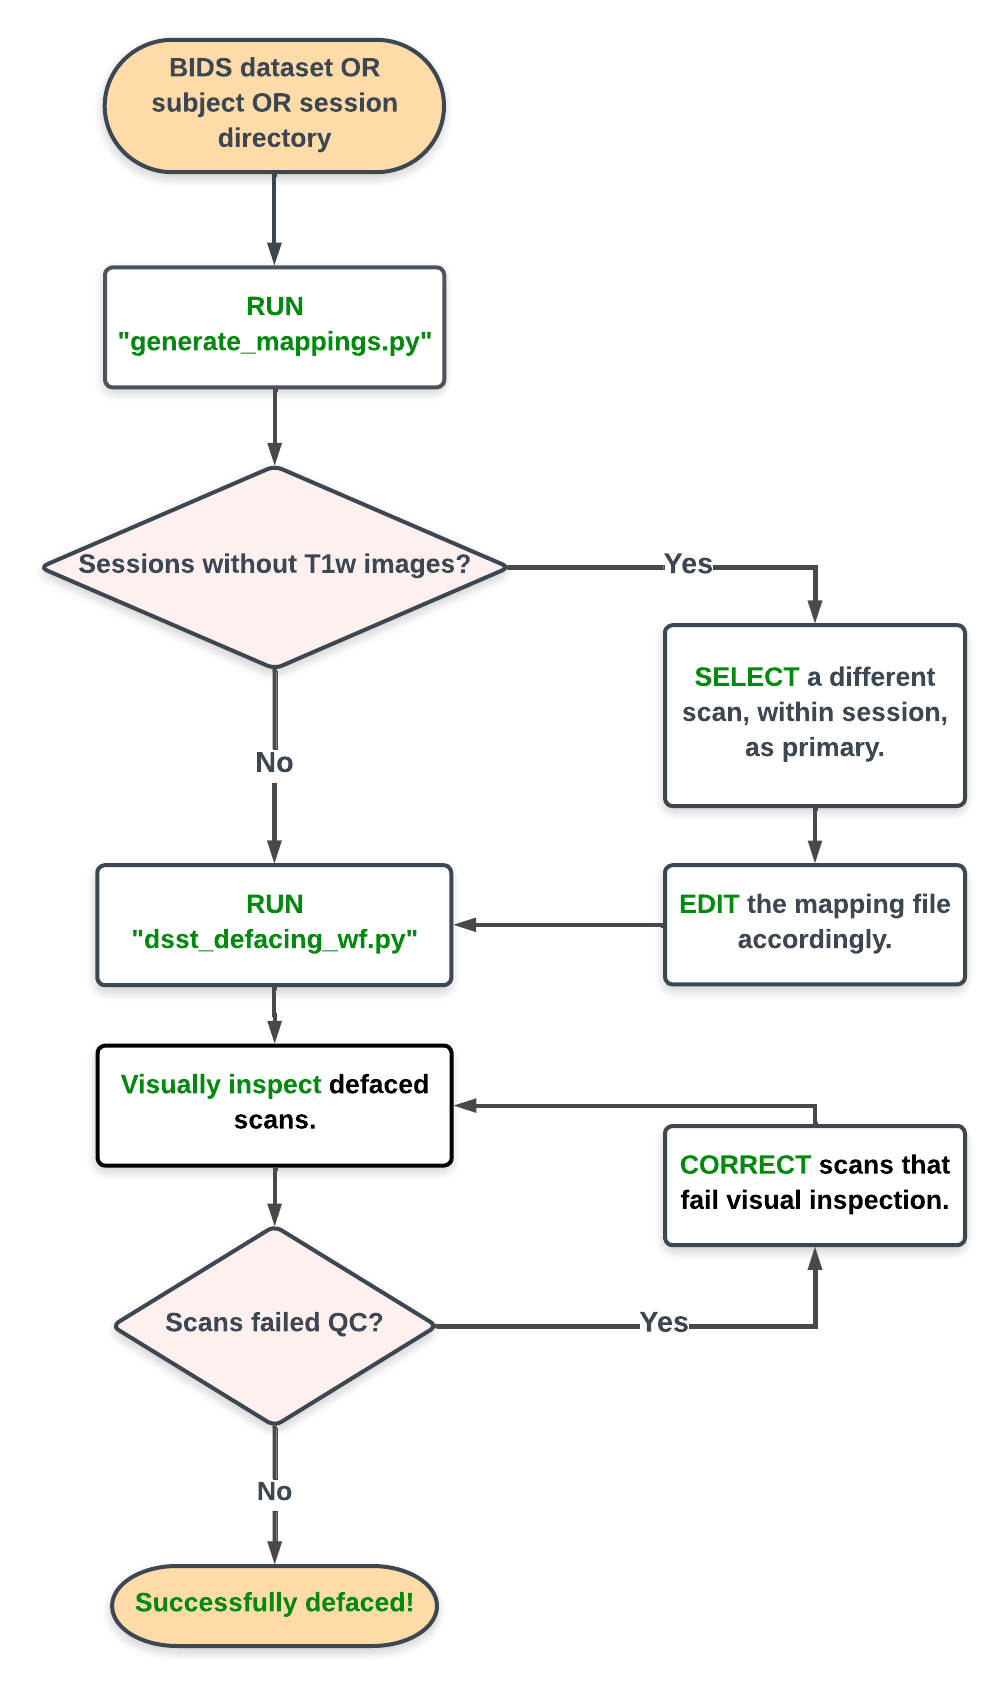 BIDS dataset OR
subject OR session
directory
RUN
"generate_mappings.py"
Sessions without T1w images?
Yes
SELECT a different
scan, within session,
as primary.
No
EDIT the mapping file
accordingly.
RUN
"dsst_defacing_wf.py"
Visually inspect defaced
scans.
CORRECT scans that
fail visual inspection.
Scans failed QC?
Yes
No
Successfully defaced!